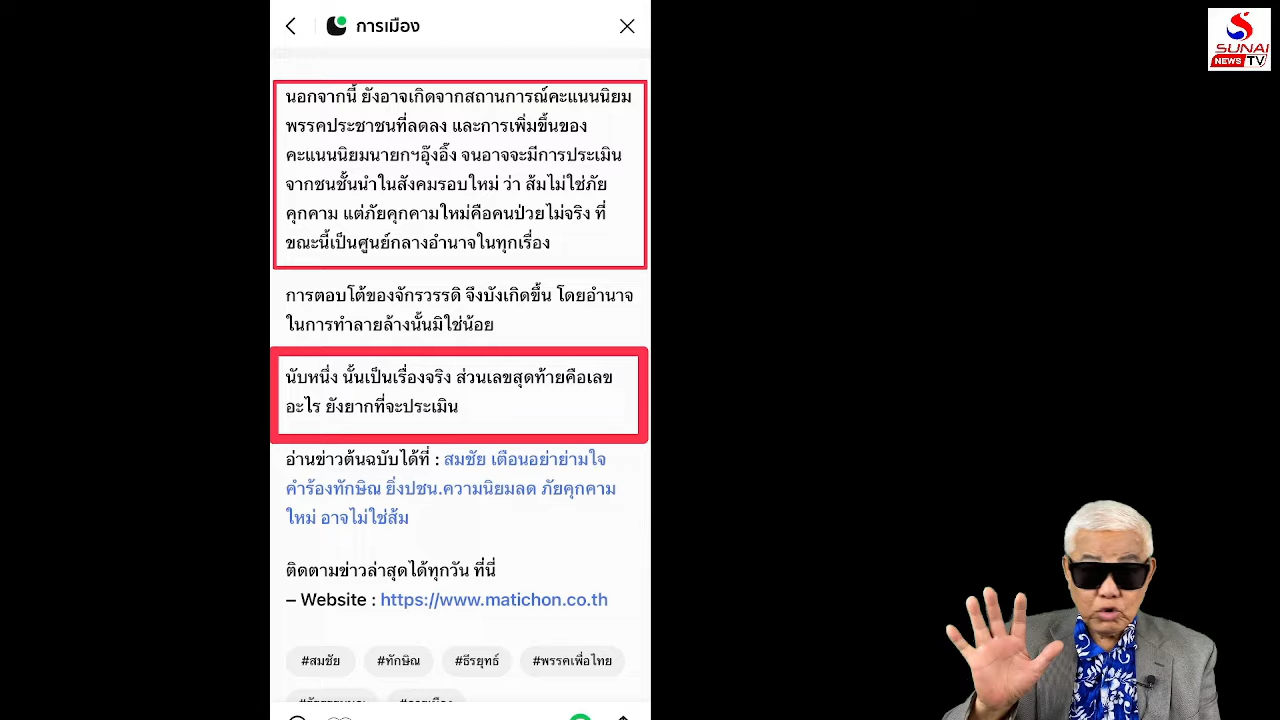 การเมือง
SUNAI
NEWS TV
นอกจากนี้ ยังอาจเกิดจากสถานการณ์คะแนนนิยม
พรรคประชาชนที่ลดลง และการเพิ่มขึ้นของ
คะแนนนิยมนายกฯอุ๊งอิ๊ง จนอาจจะมีการประเมิน
จากชนชั้นนำในสังคมรอบใหม่ ว่า ส้มไม่ใช่ภัย
คุกคาม แต่ภัยคุกคามใหม่คือคนป่วยไม่จริง ที่
ขณะนี้เป็นศูนย์กลางอำนาจในทุกเรื่อง
การตอบโต้ของจักรวรรดิ จึงบังเกิดขึ้น โดยอำนาจ
ในการทำลายล้างนั้นมิใช่น้อย
นับหนึ่ง นั้นเป็นเรื่องจริง ส่วนเลขสุดท้ายคือเลข
อะไร ยังยากที่จะประเมิน
อ่านข่าวต้นฉบับได้ที่ : สมชัย เตือนอย่าย่ามใจ
คำร้องทักษิณ ยิ่งปชน.ความนิยมลด ภัยคุกคาม
ใหม่ อาจไม่ใช่ส้ม
ติดตามข่าวล่าสุดได้ทุกวัน ที่นี่
– Website : https://www.matichon.co.th
#สมชัย #ทักษิณ #ธีรยุทธ์ #พรรคเพื่อไทย